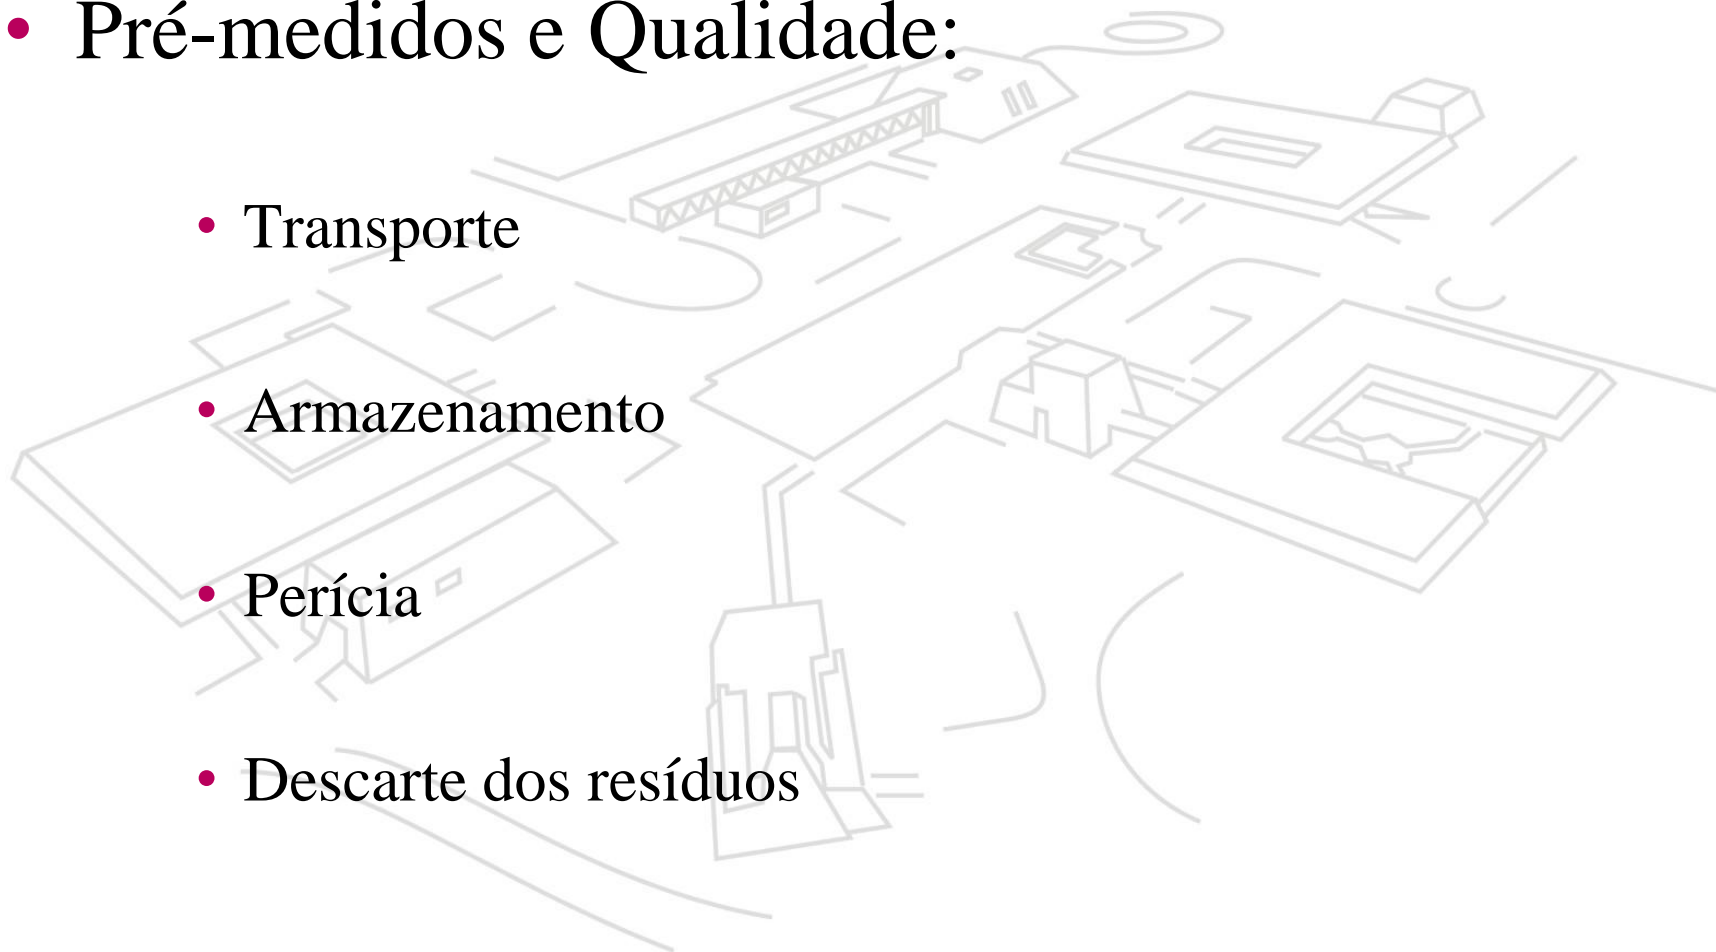 • Pré-medidos e Qualidade:
• Transporte
• Armazenamento
• Perícia
• Descarte dos resíduos